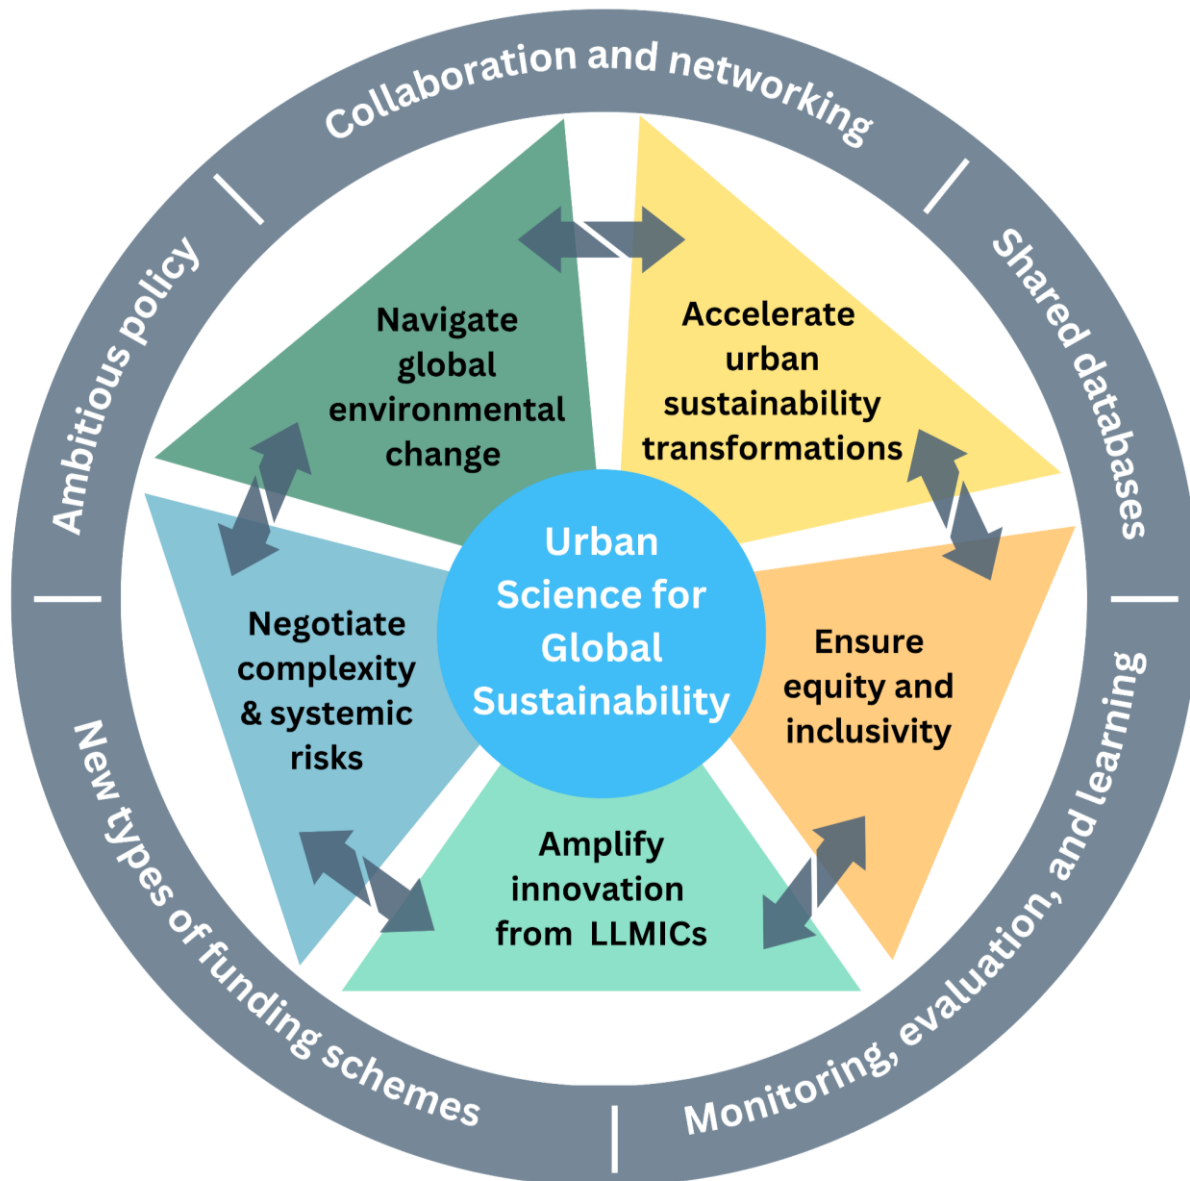 Collaboration and networking
Shared databases
Monitoring, evaluation, and learning
New types of funding schemes
Ambitious policy
Navigate
global
environmental
change
Accelerate
urban
sustainability
transformations
Ensure
equity and
inclusivity
Amplify
innovation
from LLMICs
Negotiate
complexity
& systemic
risks
Urban
Science for
Global
Sustainability